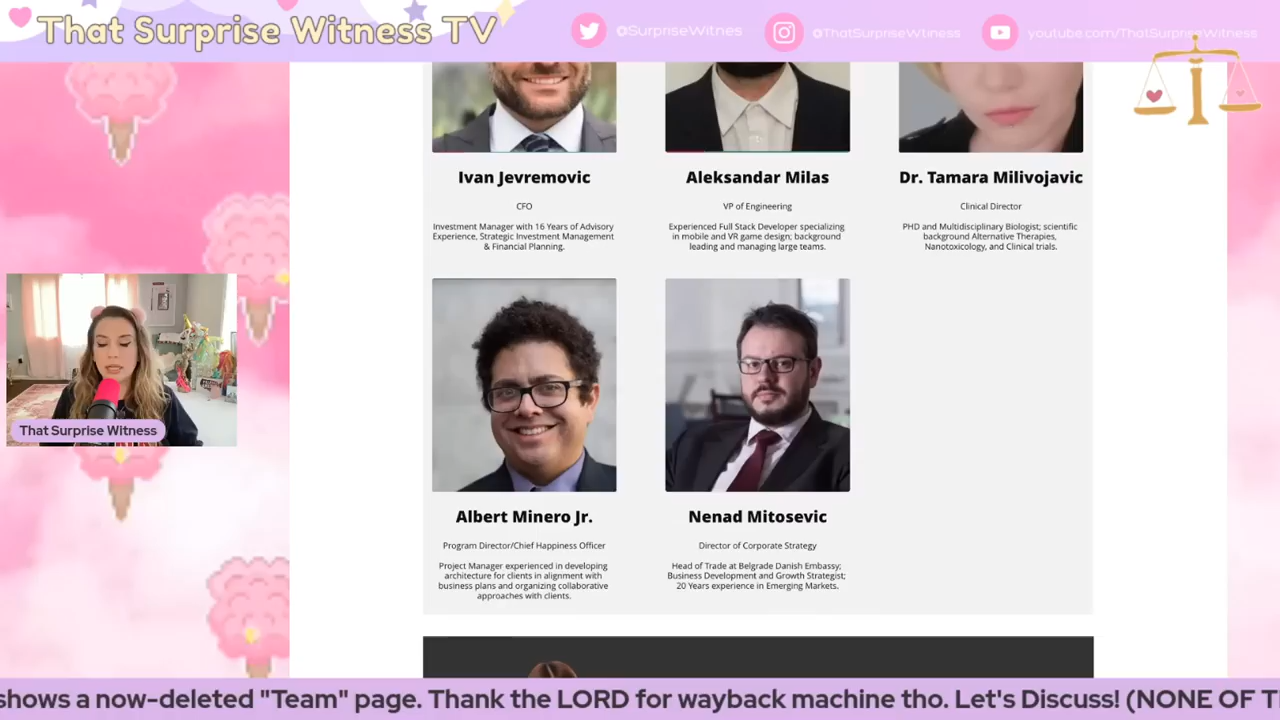 That Surprise Witness TV
@SurpriseWitnes
@ThatSurpriseWtiness
youtube.com/ThatSurpriseWitness
Ivan Jevremovic
CFO
Investment Manager with 16 Years of Advisory
Experience, Strategic Investment Management
& Financial Planning.
Aleksandar Milas
VP of Engineering
Experienced Full Stack Developer specializing
in mobile and VR game design; background
leading and managing large teams.
Dr. Tamara Milivojavic
Clinical Director
PHD and Multidisciplinary Biologist; scientific
background Alternative Therapies,
Nanotoxicology, and Clinical trials.
That Surprise Witness
Albert Minero Jr.
Program Director/Chief Happiness Officer
Project Manager experienced in developing
architecture for clients in alignment with
business plans and organizing collaborative
approaches with clients.
Nenad Mitosevic
Director of Corporate Strategy
Head of Trade at Belgrade Danish Embassy;
Business Development and Growth Strategist;
20 Years experience in Emerging Markets.
shows a now-deleted "Team" page. Thank the LORD for wayback machine tho. Let's Discuss! (NONE OF